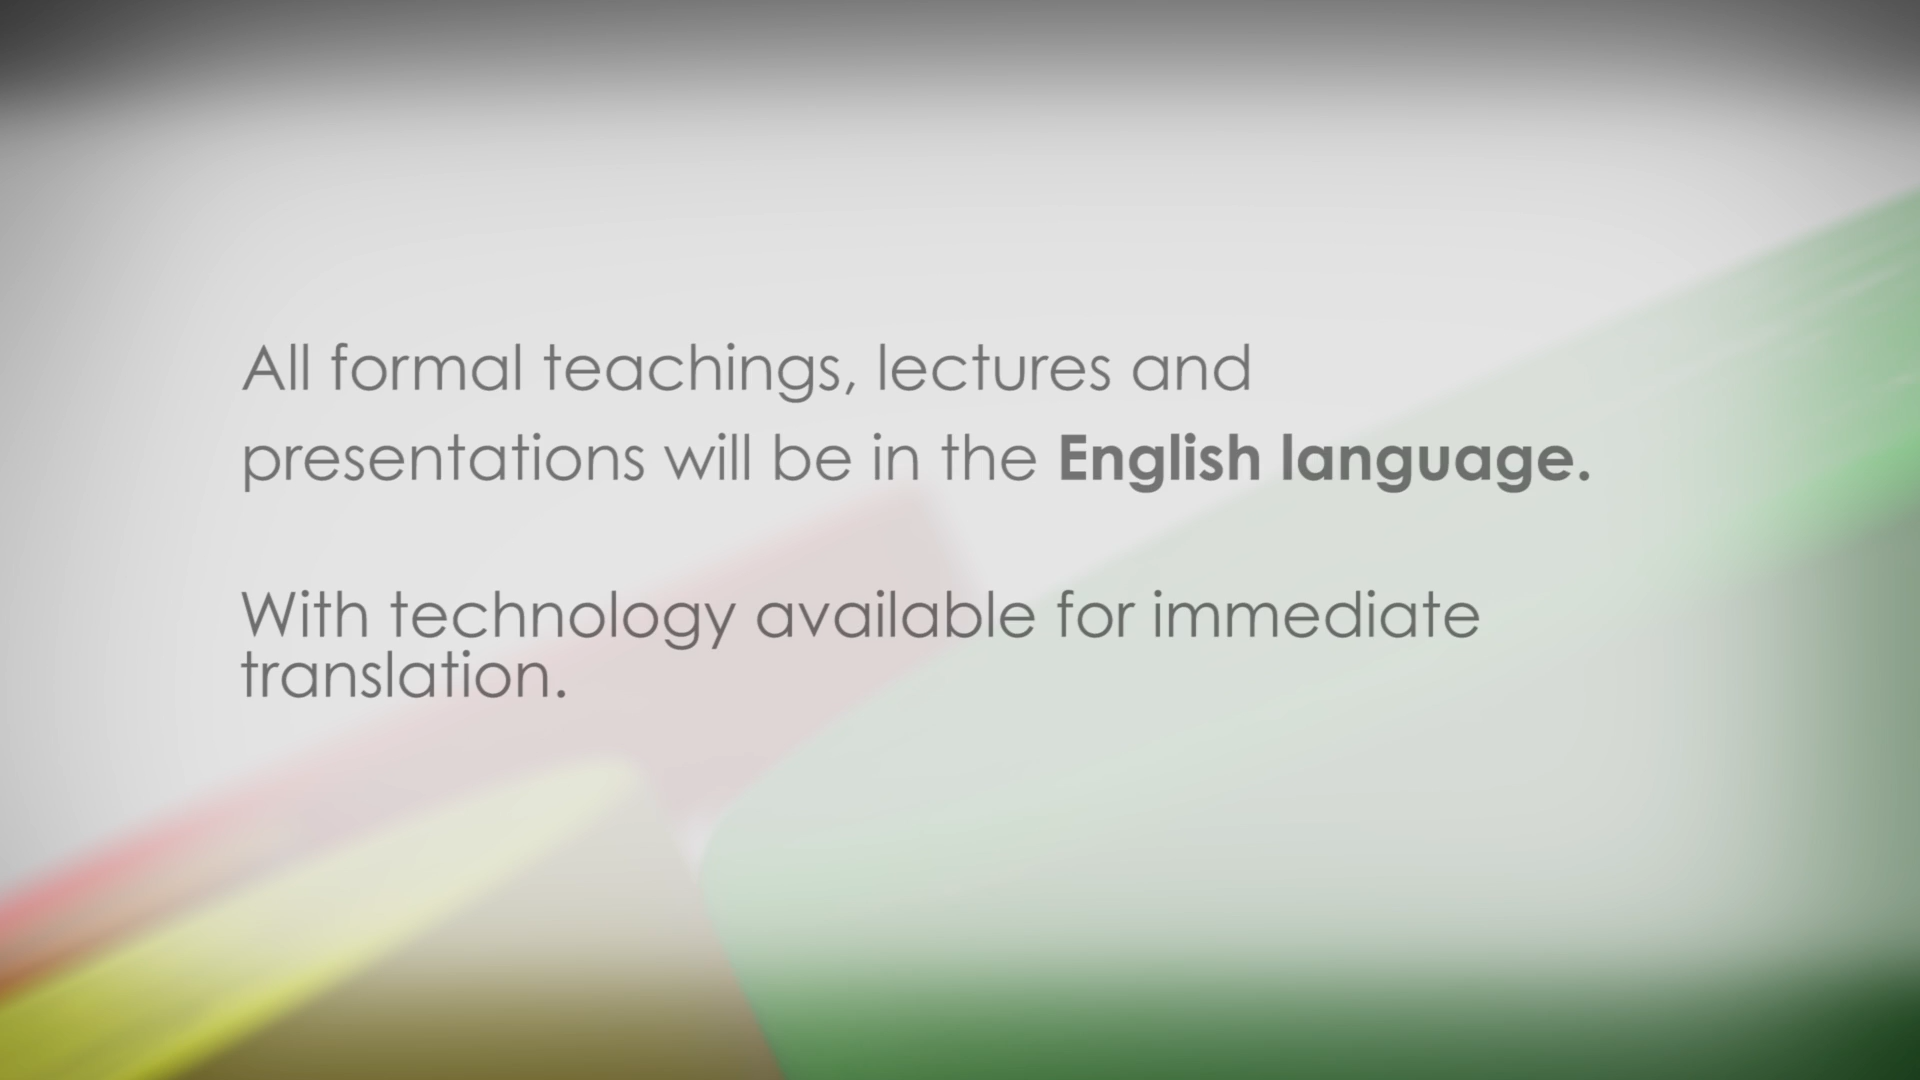 All formal teachings, lectures and
presentations will be in the English language.
With technology available for immediate
translation.